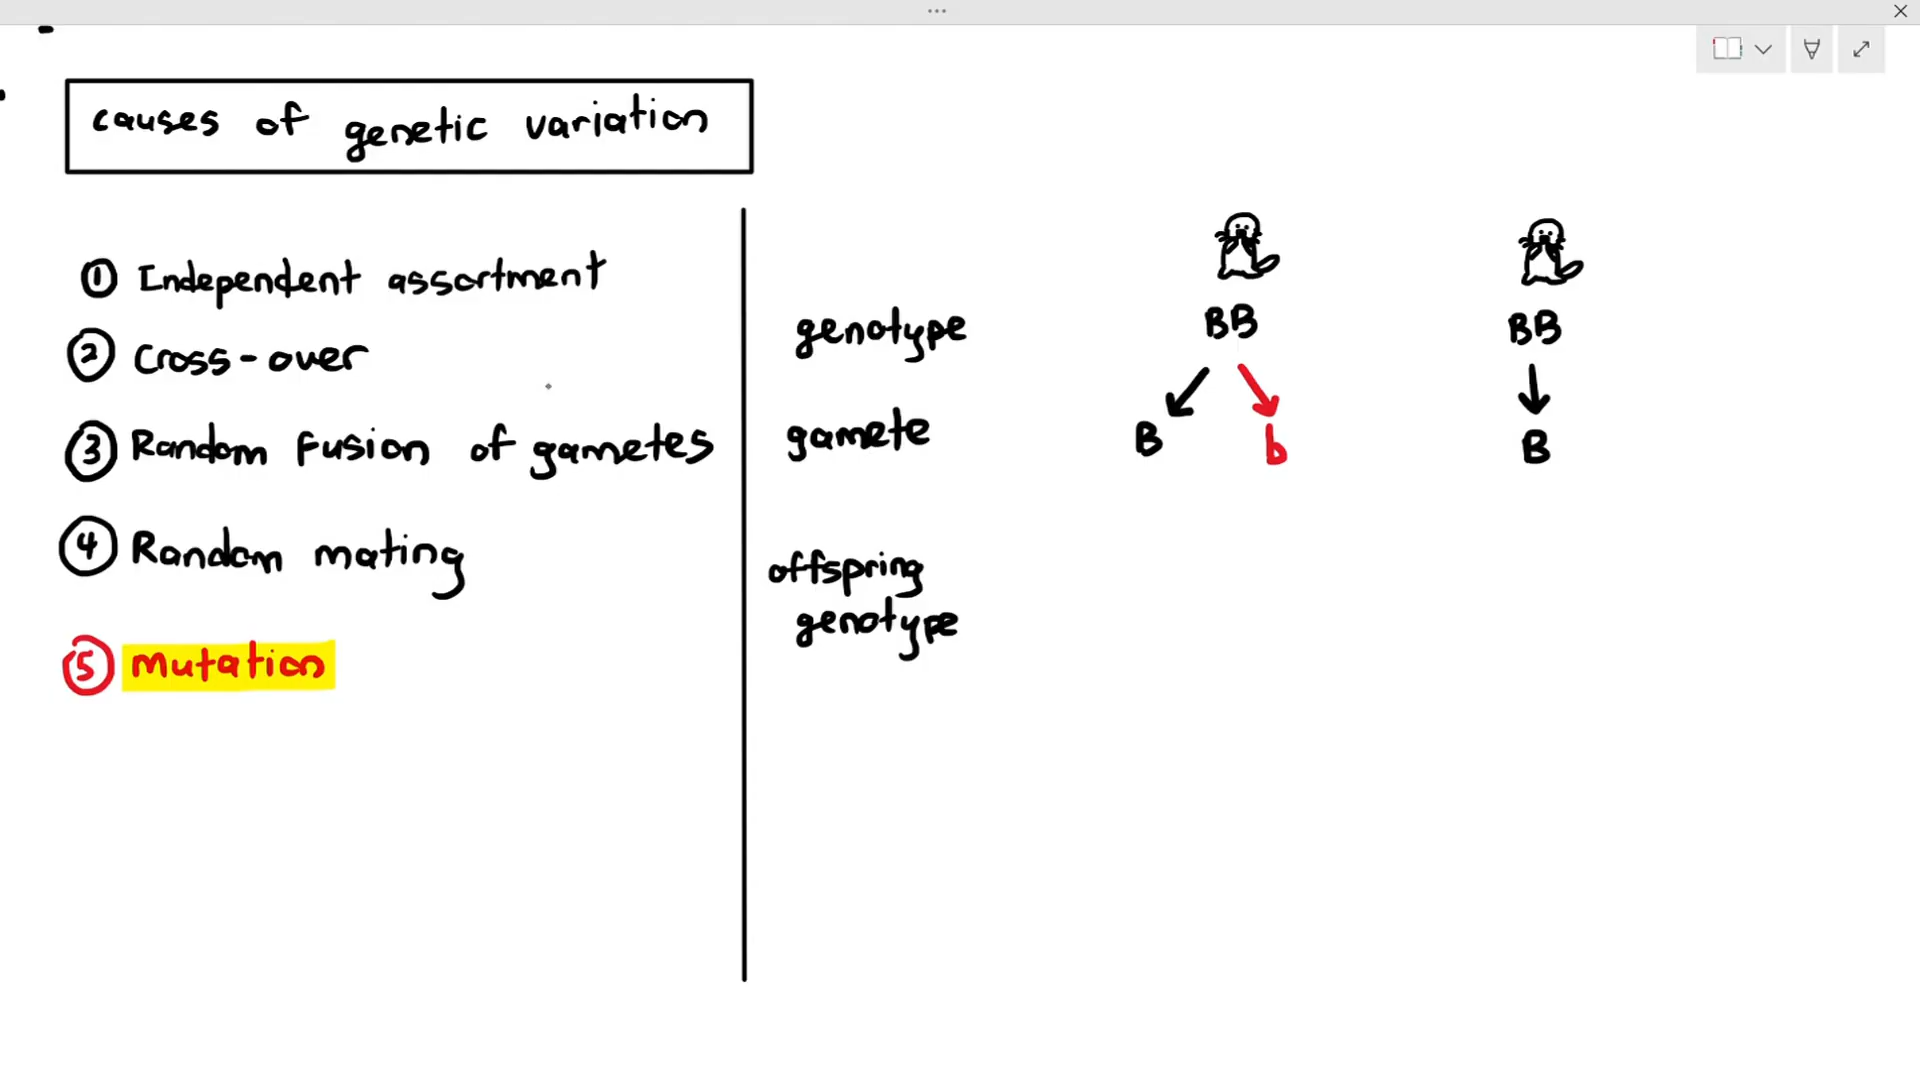 causes of genetic variation
① Independent assortment
② Cross-over
③ Random fusion of gametes
④ Random mating
⑤ mutation
genotype BB BB
gamete B b B
offspring
genotype